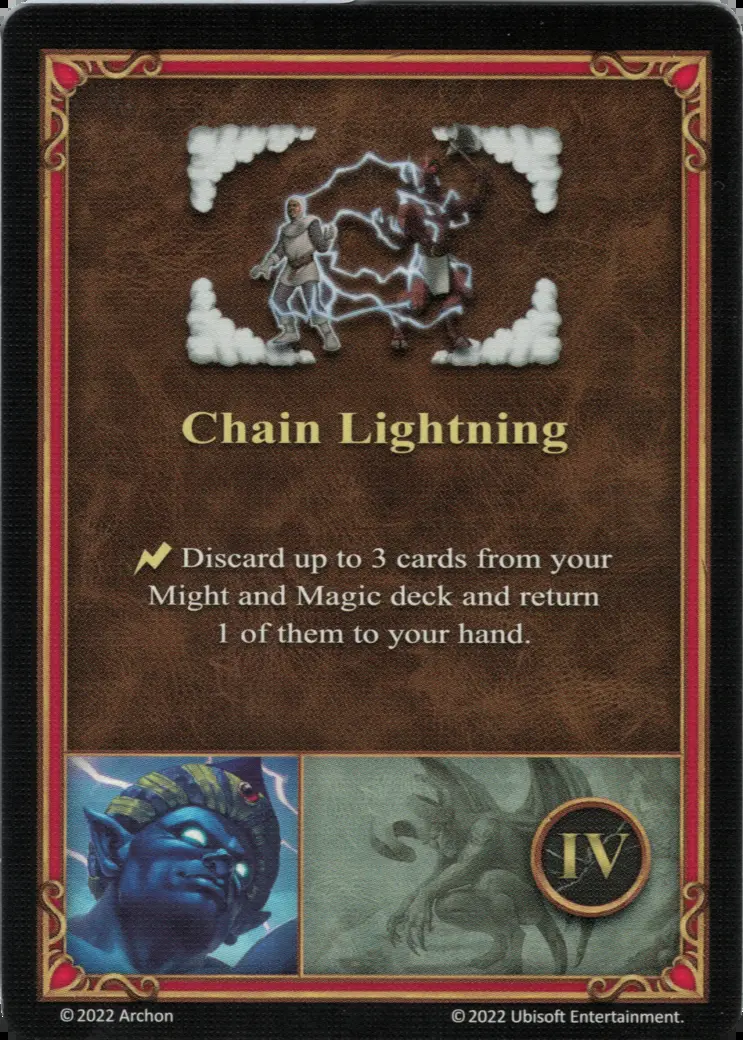 Chain Lightning
Discard up to 3 cards from your
Might and Magic deck and return
1 of them to your hand.
IV
© 2022 Archon
© 2022 Ubisoft Entertainment.